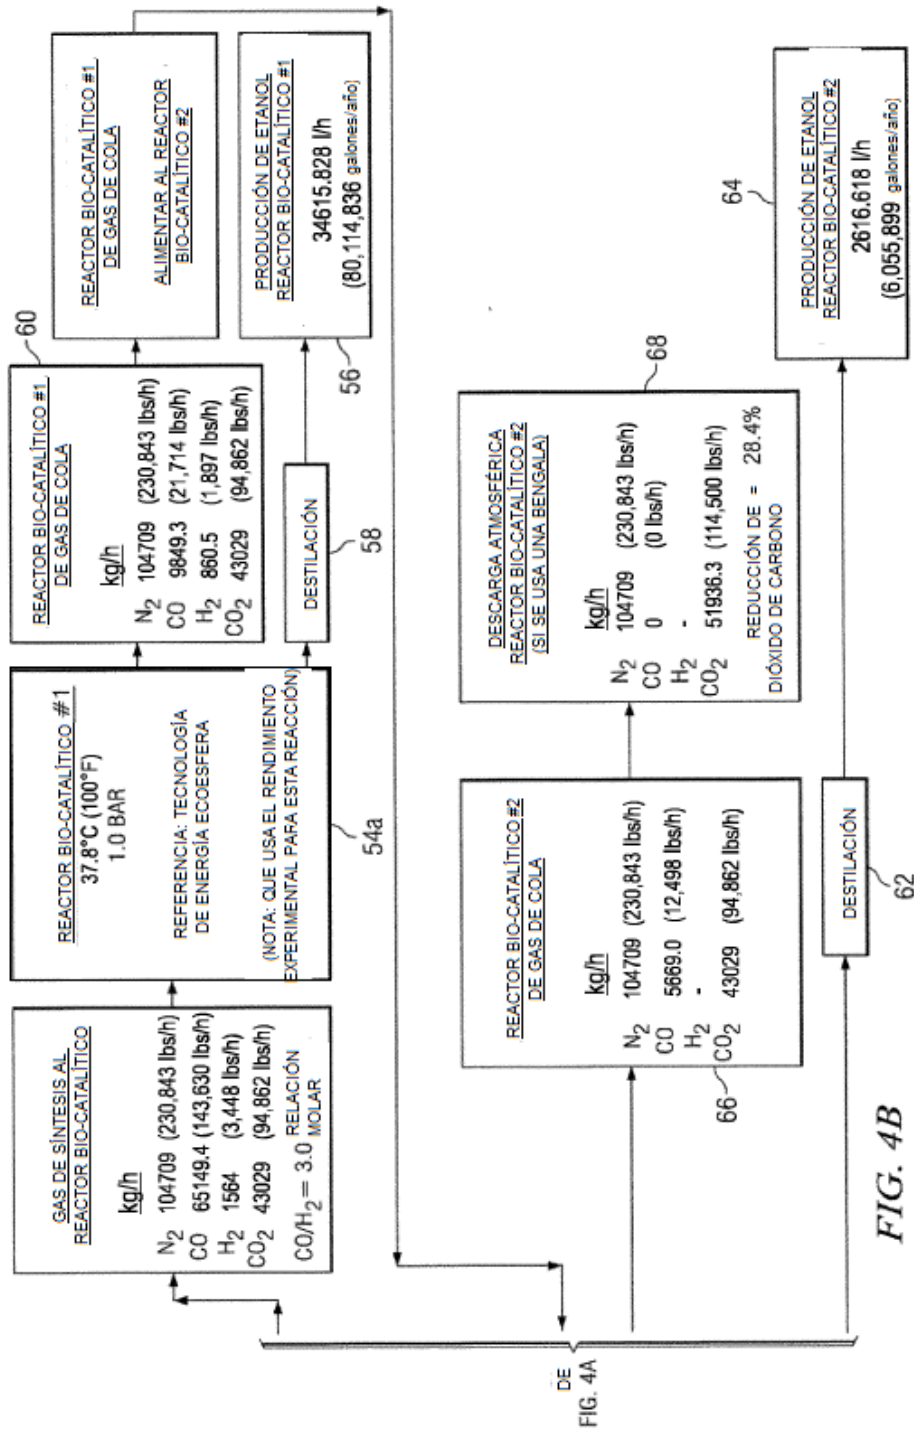 GAS DE SÍNTESIS AL
REACTOR BIO-CATALÍTICO
kg/h
N2 104709 (230,843 lbs/h)
CO 65149.4 (143,630 lbs/h)
H2 1564 (3,448 lbs/h)
CO2 43029 (94,862 lbs/h)
CO/H2 = 3.0 RELACIÓN
MOLAR
REACTOR BIO-CATALÍTICO #1
37.8°C (100°F)
1.0 BAR
REFERENCIA: TECNOLOGÍA
DE ENERGÍA ECOESFERA
(NOTA: QUE USA EL RENDIMIENTO
EXPERIMENTAL PARA ESTA REACCIÓN)
54a
REACTOR BIO-CATALÍTICO #1
DE GAS DE COLA
kg/h
N2 104709 (230,843 lbs/h)
CO 9849.3 (21,714 lbs/h)
H2 860.5 (1,897 lbs/h)
CO2 43029 (94,862 lbs/h)
60
DESTILACIÓN
58
REACTOR BIO-CATALÍTICO #1
DE GAS DE COLA
ALIMENTAR AL REACTOR
BIO-CATALÍTICO #2
PRODUCCIÓN DE ETANOL
REACTOR BIO-CATALÍTICO #1
34615.828 l/h
(80,114,836 galones/año)
56
DE
FIG. 4A
REACTOR BIO-CATALÍTICO #2
DE GAS DE COLA
kg/h
N2 104709 (230,843 lbs/h)
CO 5669.0 (12,498 lbs/h)
H2 -
CO2 43029 (94,862 lbs/h)
66
DESCARGA ATMOSFÉRICA
REACTOR BIO-CATALÍTICO #2
(SI SE USA UNA BENGALA)
kg/h
N2 104709 (230,843 lbs/h)
CO 0 (0 lbs/h)
H2 -
CO2 51936.3 (114,500 lbs/h)
REDUCCIÓN DE = 28.4%
DIÓXIDO DE CARBONO
68
DESTILACIÓN
62
PRODUCCIÓN DE ETANOL
REACTOR BIO-CATALÍTICO #2
2616.618 l/h
(6,055,899 galones/año)
64
FIG. 4B